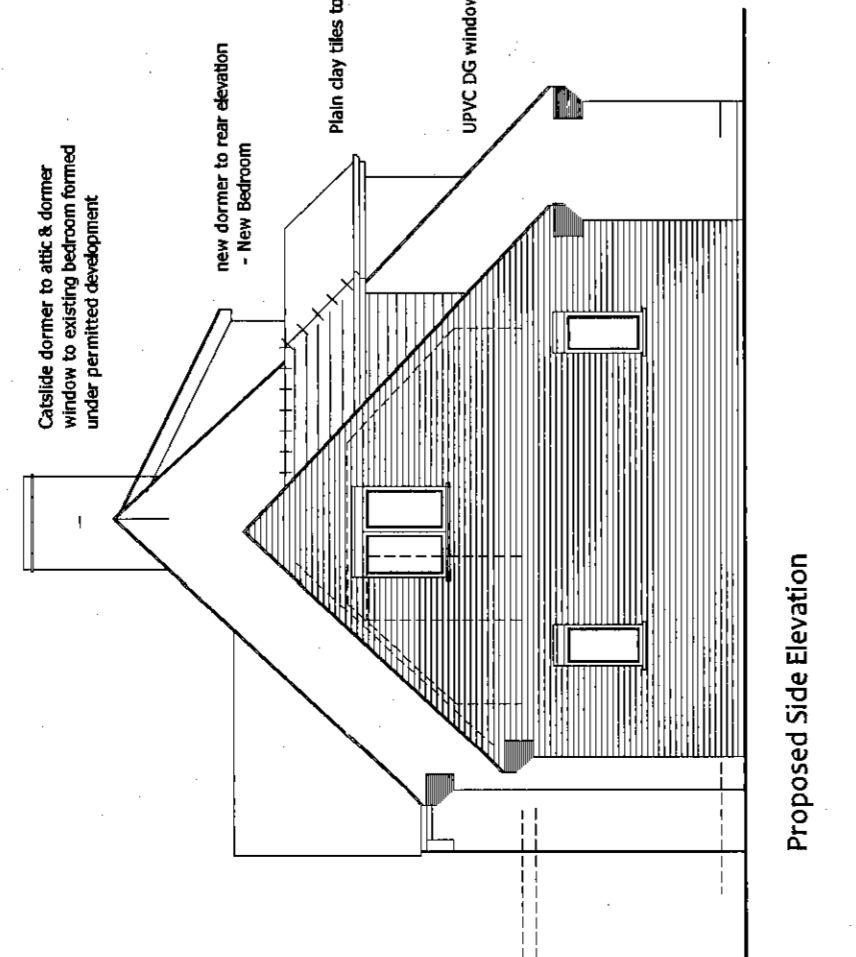 Catslide dormer to attic & dormer
window to existing bedroom formed
under permitted development
new dormer to rear elevation
- New Bedroom
Plain clay tiles to
UPVC DG window
Proposed Side Elevation